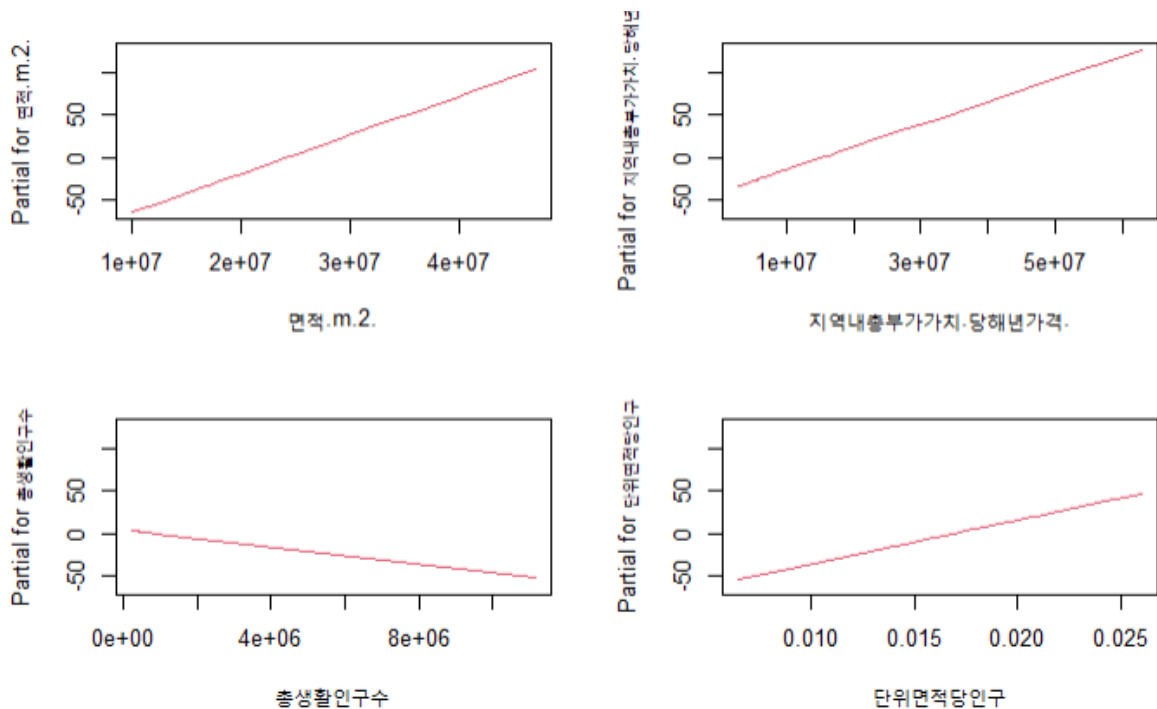 Partial for 면적.m.2.
-50 0 50
1e+07 2e+07 3e+07 4e+07
면적.m.2.
Partial for 지역내총부가가치.당해년
-50 0 50
1e+07 3e+07 5e+07
지역내총부가가치.당해년가격.
Partial for 총생활인구수
-50 0 50
0e+00 4e+06 8e+06
총생활인구수
Partial for 단위면적당인구
-50 0 50
0.010 0.015 0.020 0.025
단위면적당인구